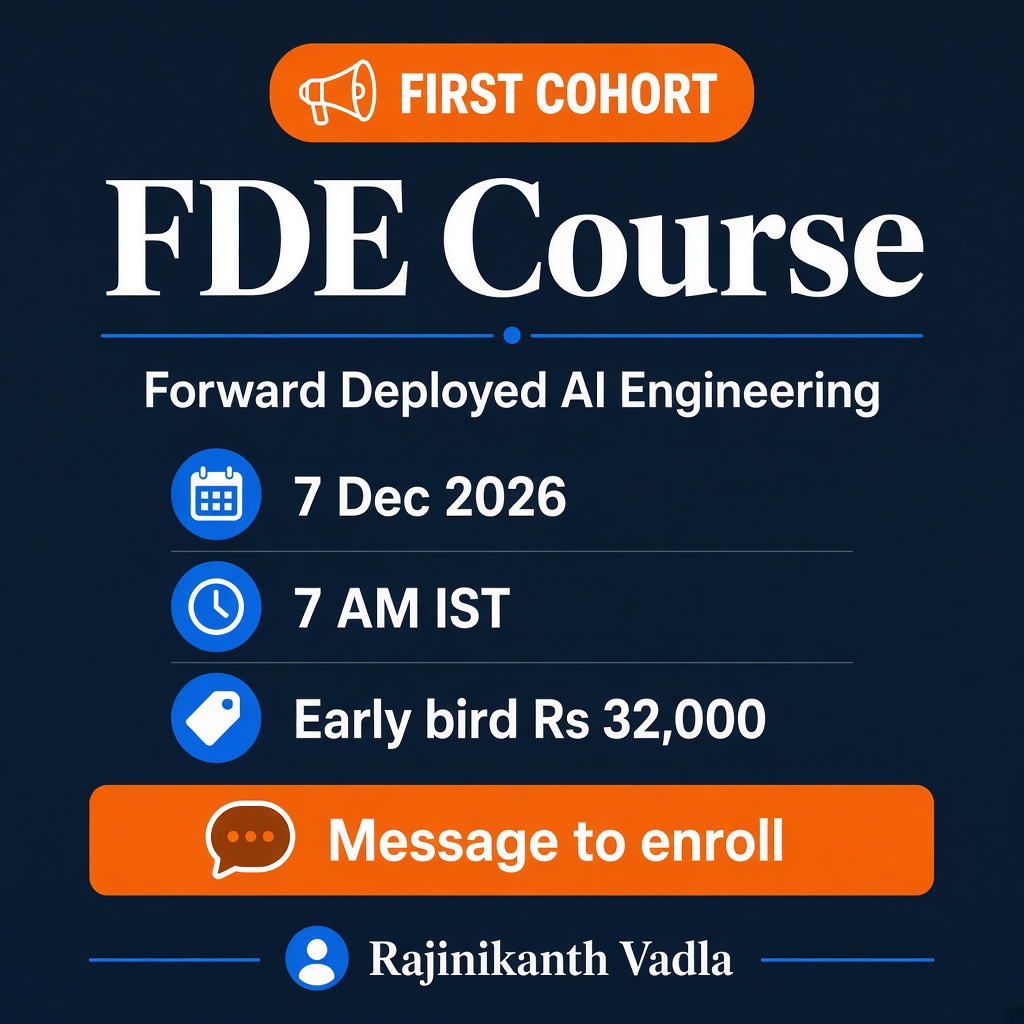 FIRST COHORT
FDE Course
Forward Deployed AI Engineering
7 Dec 2026
7 AM IST
Early bird Rs 32,000
Message to enroll
Rajinikanth Vadla